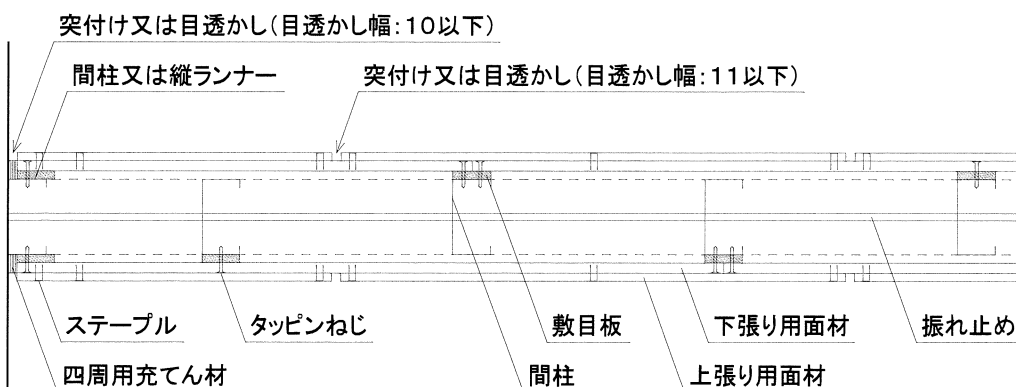 突付け又は目透かし(目透かし幅:10以下)
間柱又は縦ランナー
突付け又は目透かし(目透かし幅:11以下)
ステープル
タッピンねじ
敷目板
下張り用面材
振れ止め
四周用充てん材
間柱
上張り用面材